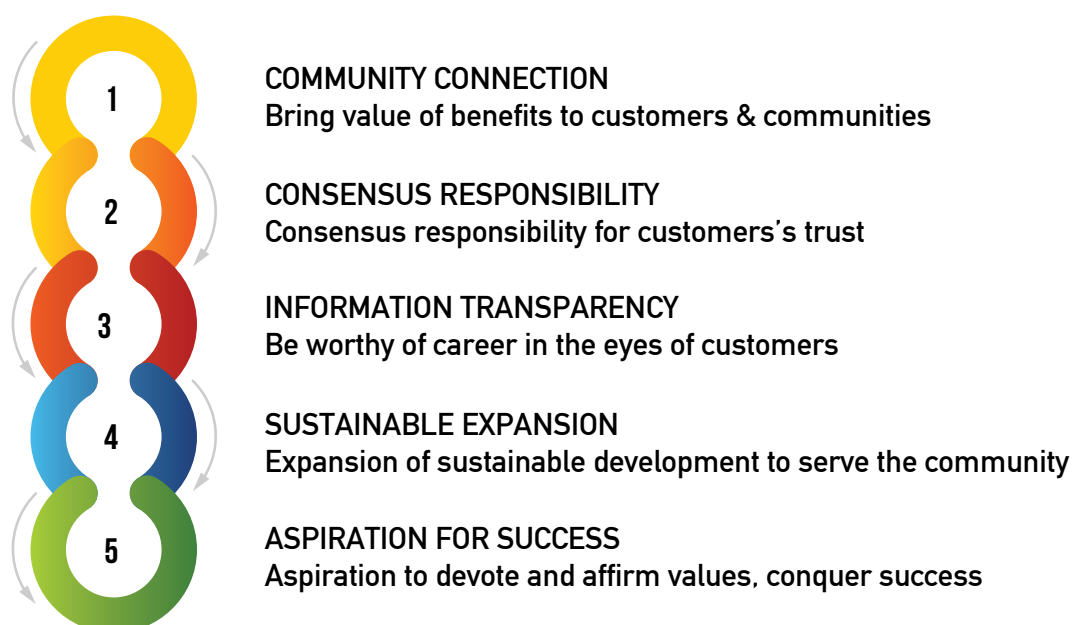 1
COMMUNITY CONNECTION
Bring value of benefits to customers & communities
2
CONSENSUS RESPONSIBILITY
Consensus responsibility for customers's trust
3
INFORMATION TRANSPARENCY
Be worthy of career in the eyes of customers
4
SUSTAINABLE EXPANSION
Expansion of sustainable development to serve the community
5
ASPIRATION FOR SUCCESS
Aspiration to devote and affirm values, conquer success